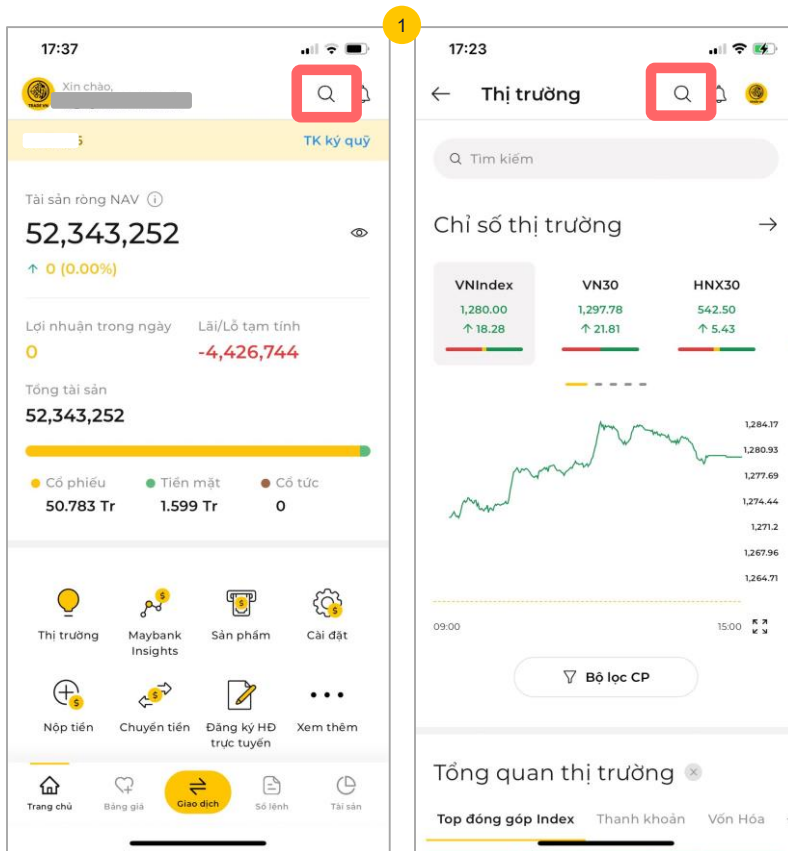 1
17:37
Xin chào,
TRADE VN
TK ký quỹ
Tài sản ròng NAV
52,343,252
↑ 0 (0.00%)
Lợi nhuận trong ngày Lãi/Lỗ tạm tính
0 -4,426,744
Tổng tài sản
52,343,252
Cổ phiếu Tiền mặt Cổ tức
50.783 Tr 1.599 Tr 0
Thị trường Maybank Insights Sản phẩm Cài đặt
Nộp tiền Chuyển tiền Đăng ký HĐ trực tuyến Xem thêm
Trang chủ Bảng giá Giao dịch Sổ lệnh Tài sản
17:23
← Thị trường
Tìm kiếm
Chỉ số thị trường →
VNIndex VN30 HNX30
1,280.00 1,297.78 542.50
↑ 18.28 ↑ 21.81 ↑ 5.43
1,284.17
1,280.93
1,277.69
1,274.44
1,271.2
1,267.96
1,264.71
09:00 15:00
Bộ lọc CP
Tổng quan thị trường
Top đóng góp Index Thanh khoản Vốn Hóa